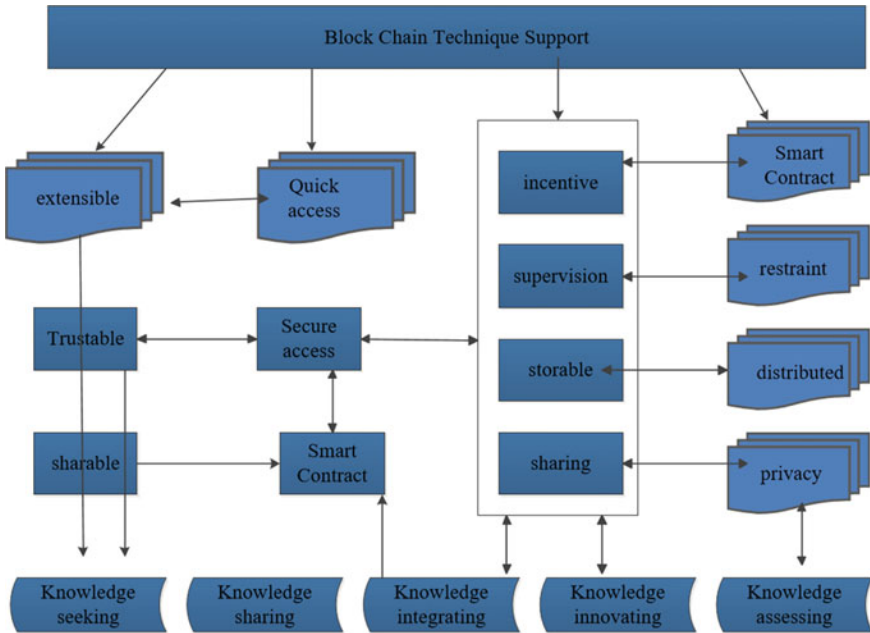 Block Chain Technique Support
extensible
Quick
access
incentive
Smart
Contract
supervision
restraint
Trustable
Secure
access
storable
distributed
sharable
Smart
Contract
sharing
privacy
Knowledge
seeking
Knowledge
sharing
Knowledge
integrating
Knowledge
innovating
Knowledge
assessing